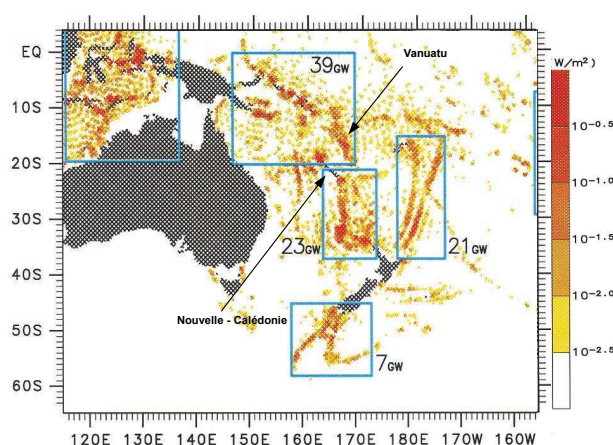 EQ
10S
20S
30S
40S
50S
60S
120E 130E 140E 150E 160E 170E 180 170W 160W
39GW
23GW
21GW
7GW
Vanuatu
Nouvelle - Calédonie
W/m²)
10-0.5
10-1.0
10-1.5
10-2.0
10-2.5